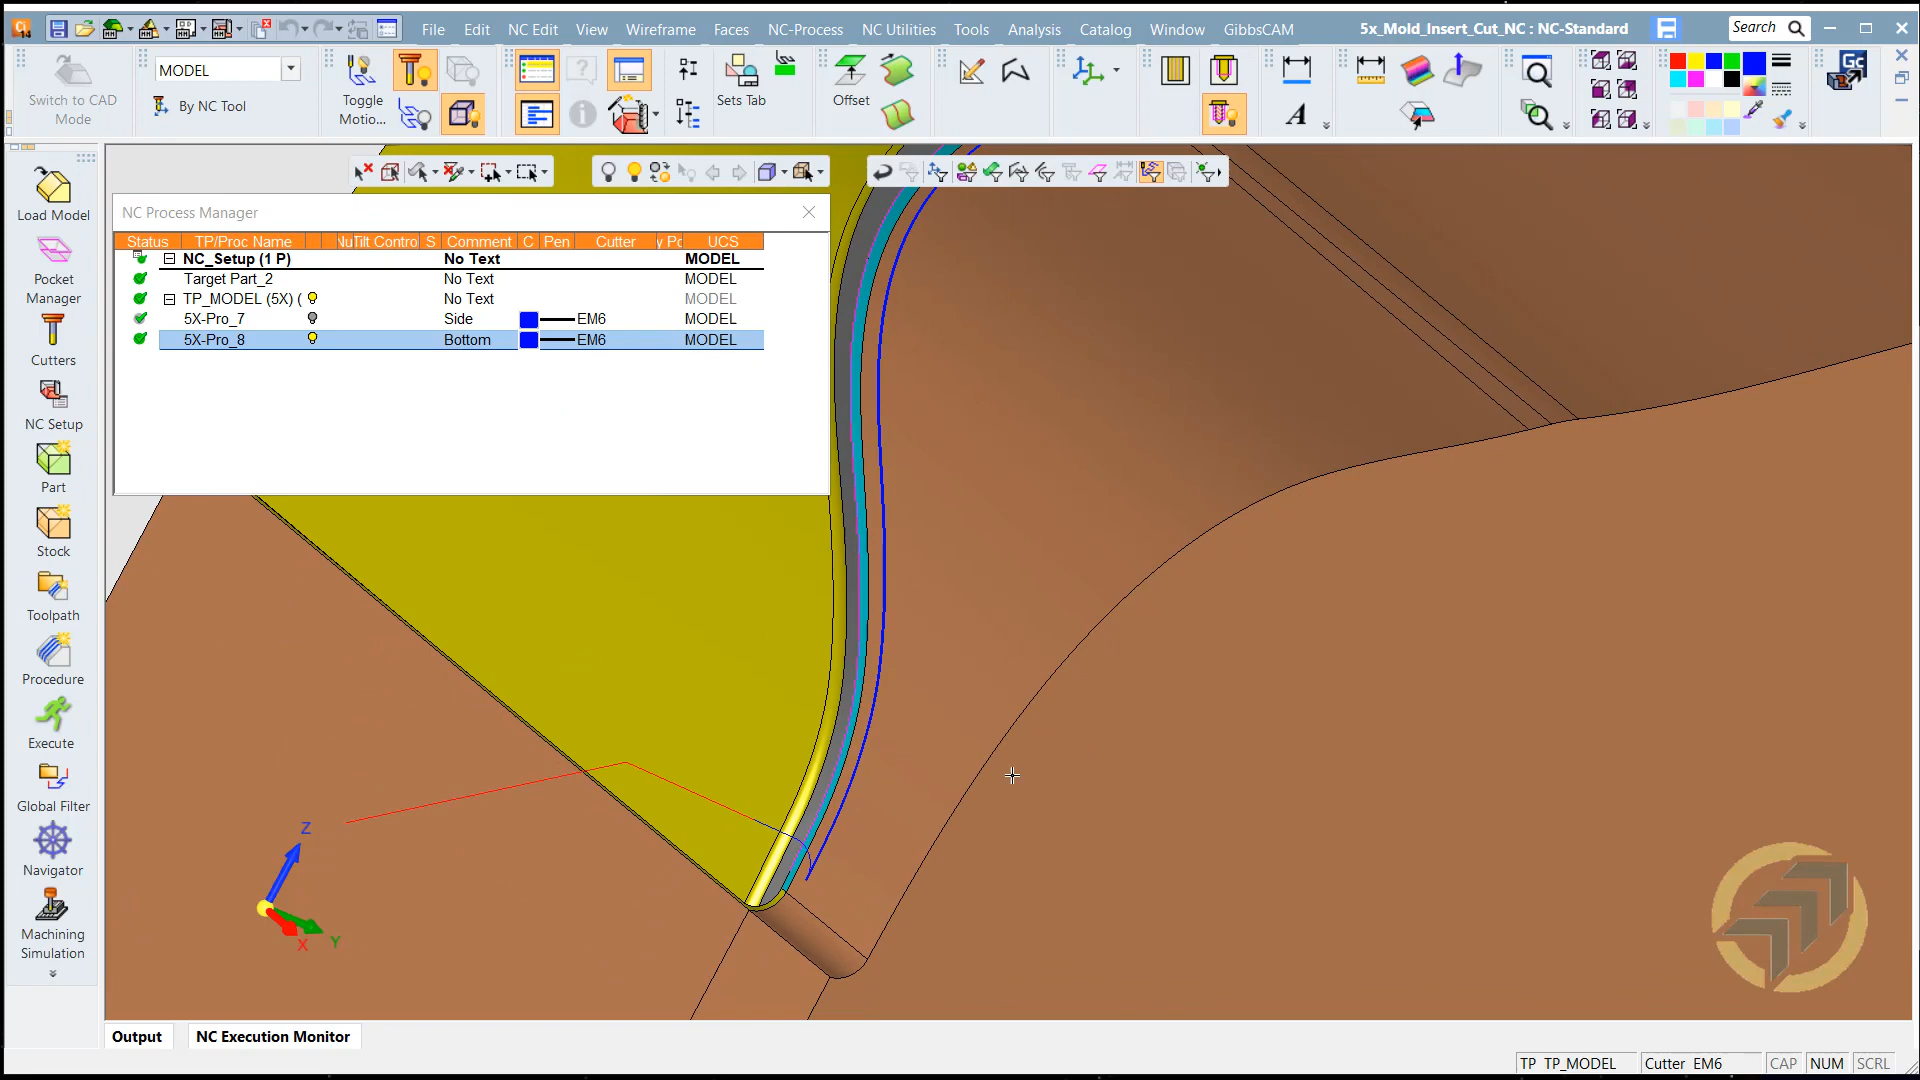 File Edit NC Edit View Wireframe Faces NC-Process NC Utilities Tools Analysis Catalog Window GibbsCAM 5x_Mold_Insert_Cut_NC : NC-Standard Search
MODEL
By NC Tool
Switch to CAD
Mode
Toggle
Motio...
Sets Tab
Offset
A
Gc
NC Process Manager
Status TP/Proc Name Nu Tilt Contro S Comment C Pen Cutter y Po UCS
NC_Setup (1 P) No Text MODEL
Target Part_2 No Text MODEL
TP_MODEL (5X) ( No Text MODEL
5X-Pro_7 Side EM6 MODEL
5X-Pro_8 Bottom EM6 MODEL
Load Model
Pocket
Manager
Cutters
NC Setup
Part
Stock
Toolpath
Procedure
Execute
Global Filter
Navigator
Machining
Simulation
Z
X
Y
Output NC Execution Monitor
TP TP_MODEL Cutter EM6 CAP NUM SCRL